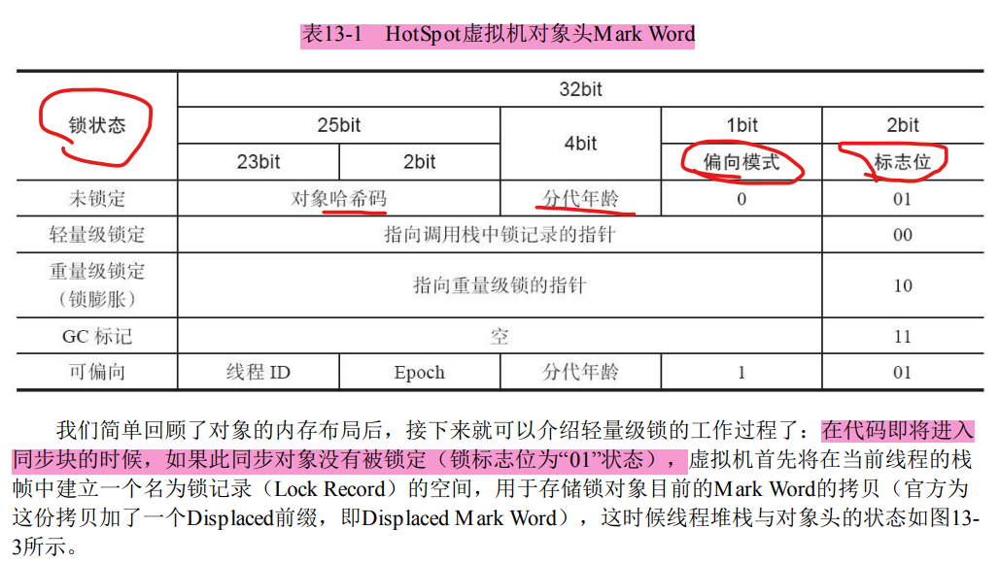 表13-1 HotSpot虚拟机对象头Mark Word
锁状态 32bit
25bit 4bit 1bit 2bit
23bit 2bit 偏向模式 标志位
未锁定 对象哈希码 分代年龄 0 01
轻量级锁定 指向调用栈中锁记录的指针 00
重量级锁定
（锁膨胀） 指向重量级锁的指针 10
GC 标记 空 11
可偏向 线程 ID Epoch 分代年龄 1 01
我们简单回顾了对象的内存布局后，接下来就可以介绍轻量级锁的工作过程了：在代码即将进入
同步块的时候，如果此同步对象没有被锁定（锁标志位为“01”状态），虚拟机首先将在当前线程的栈
帧中建立一个名为锁记录（Lock Record）的空间，用于存储锁对象目前的Mark Word的拷贝（官方为
这份拷贝加了一个Displaced前缀，即Displaced Mark Word），这时候线程堆栈与对象头的状态如图13-
3所示。